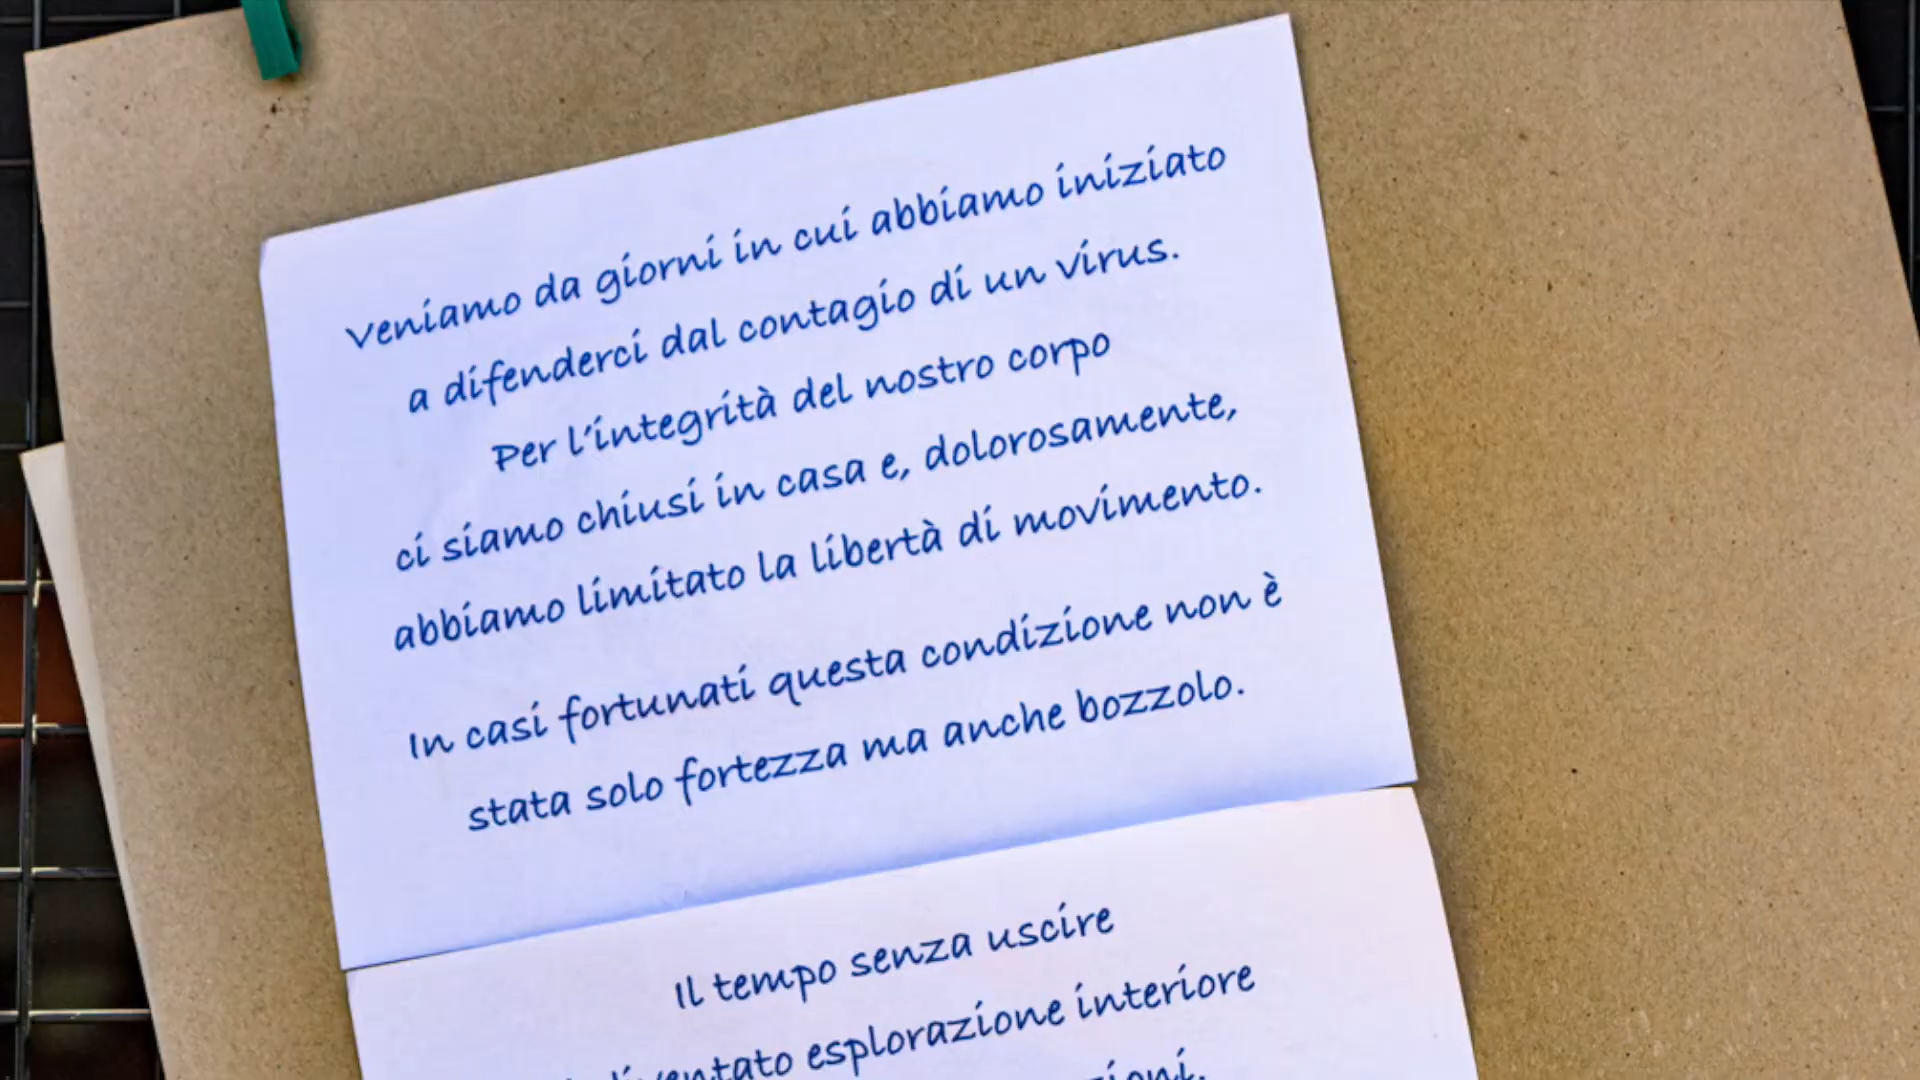 Veniamo da giorni in cui abbiamo iniziato
a difenderci dal contagio di un virus.
Per l'integrità del nostro corpo
ci siamo chiusi in casa e, dolorosamente,
abbiamo limitato la libertà di movimento.
In casi fortunati questa condizione non è
stata solo fortezza ma anche bozzolo.
Il tempo senza uscire
diventato esplorazione interiore